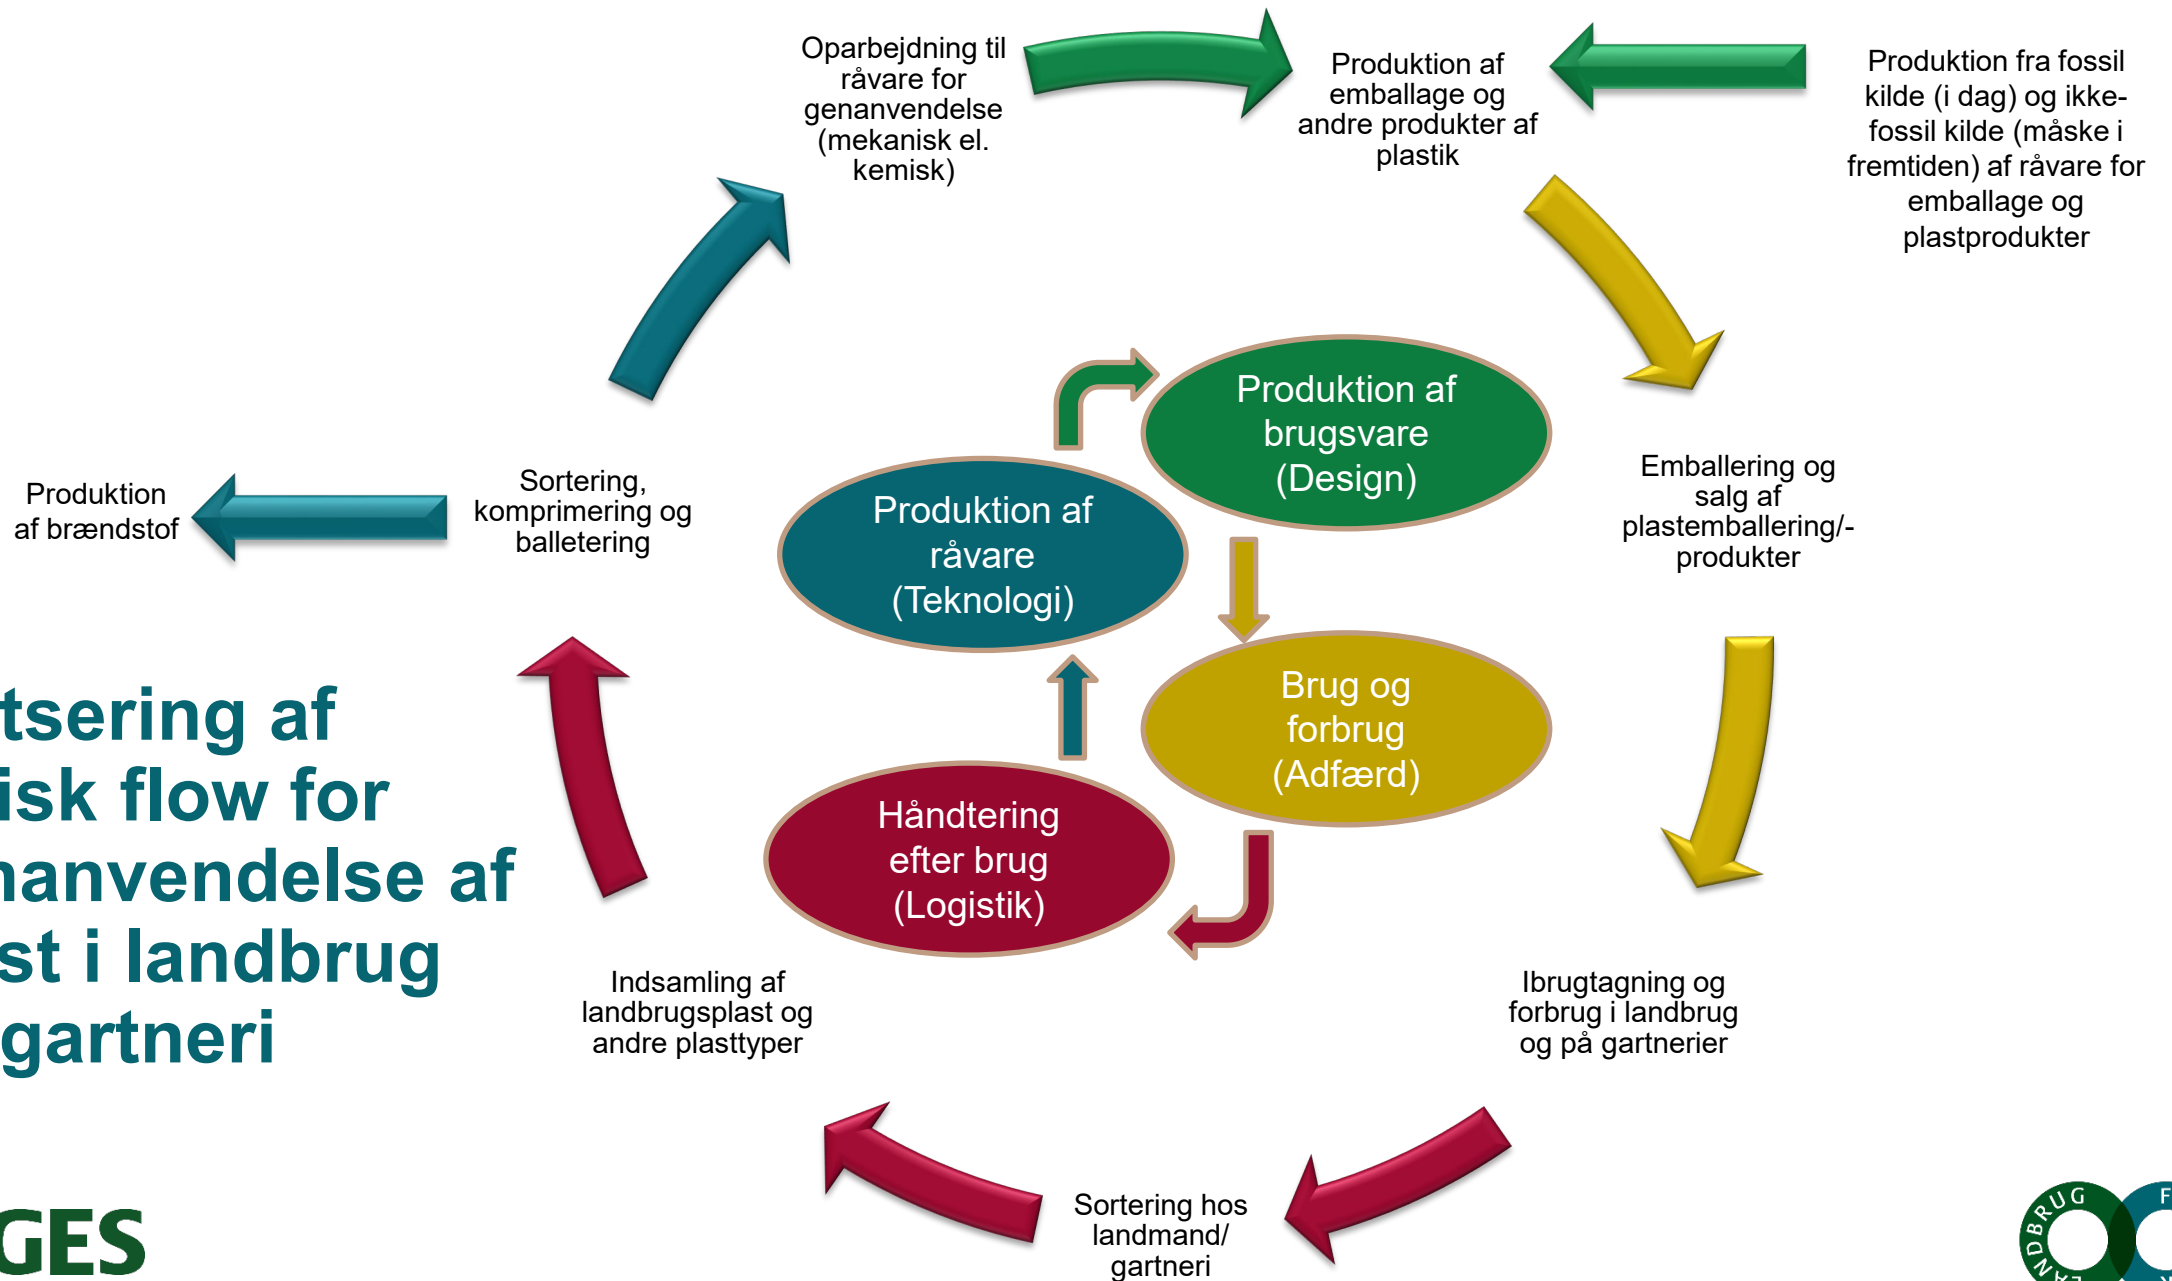 Oparbejdning til
råvare for
genanvendelse
(mekanisk el.
kemisk)
Produktion af
emballage og
andre produkter af
plastik
Produktion fra fossil
kilde (i dag) og ikke-
fossil kilde (måske i
fremtiden) af råvare for
emballage og
plastprodukter
Produktion af
brugsvare
(Design)
Produktion af
råvare
(Teknologi)
Brug og
forbrug
(Adfærd)
Håndtering
efter brug
(Logistik)
Produktion
af brændstof
Sortering,
komprimering og
balletering
Emballering og
salg af
plastemballering/-
produkter
tsering af
isk flow for
nanvendelse af
st i landbrug
gartneri
Indsamling af
landbrugsplast og
andre plasttyper
Ibrugtagning og
forbrug i landbrug
og på gartnerier
Sortering hos
landmand/
gartneri
GES
LANDBRUG
F